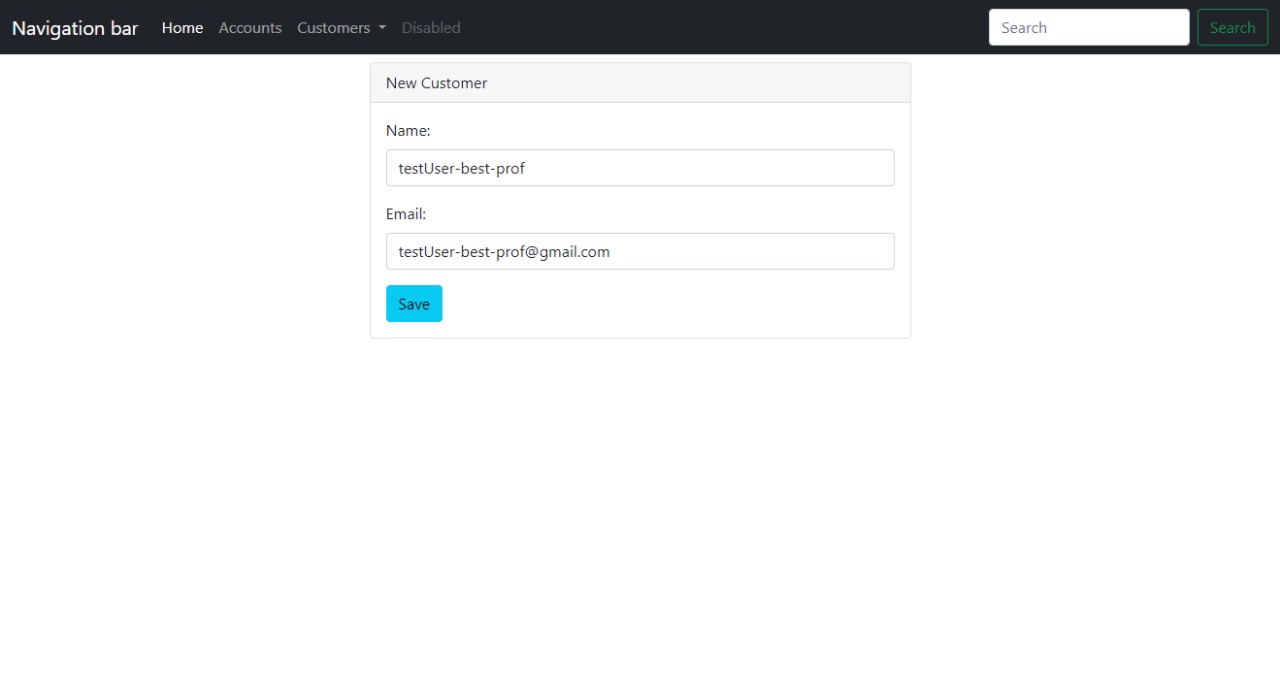 Navigation bar Home Accounts Customers Disabled Search Search
New Customer
Name:
testUser-best-prof
Email:
testUser-best-prof@gmail.com
Save